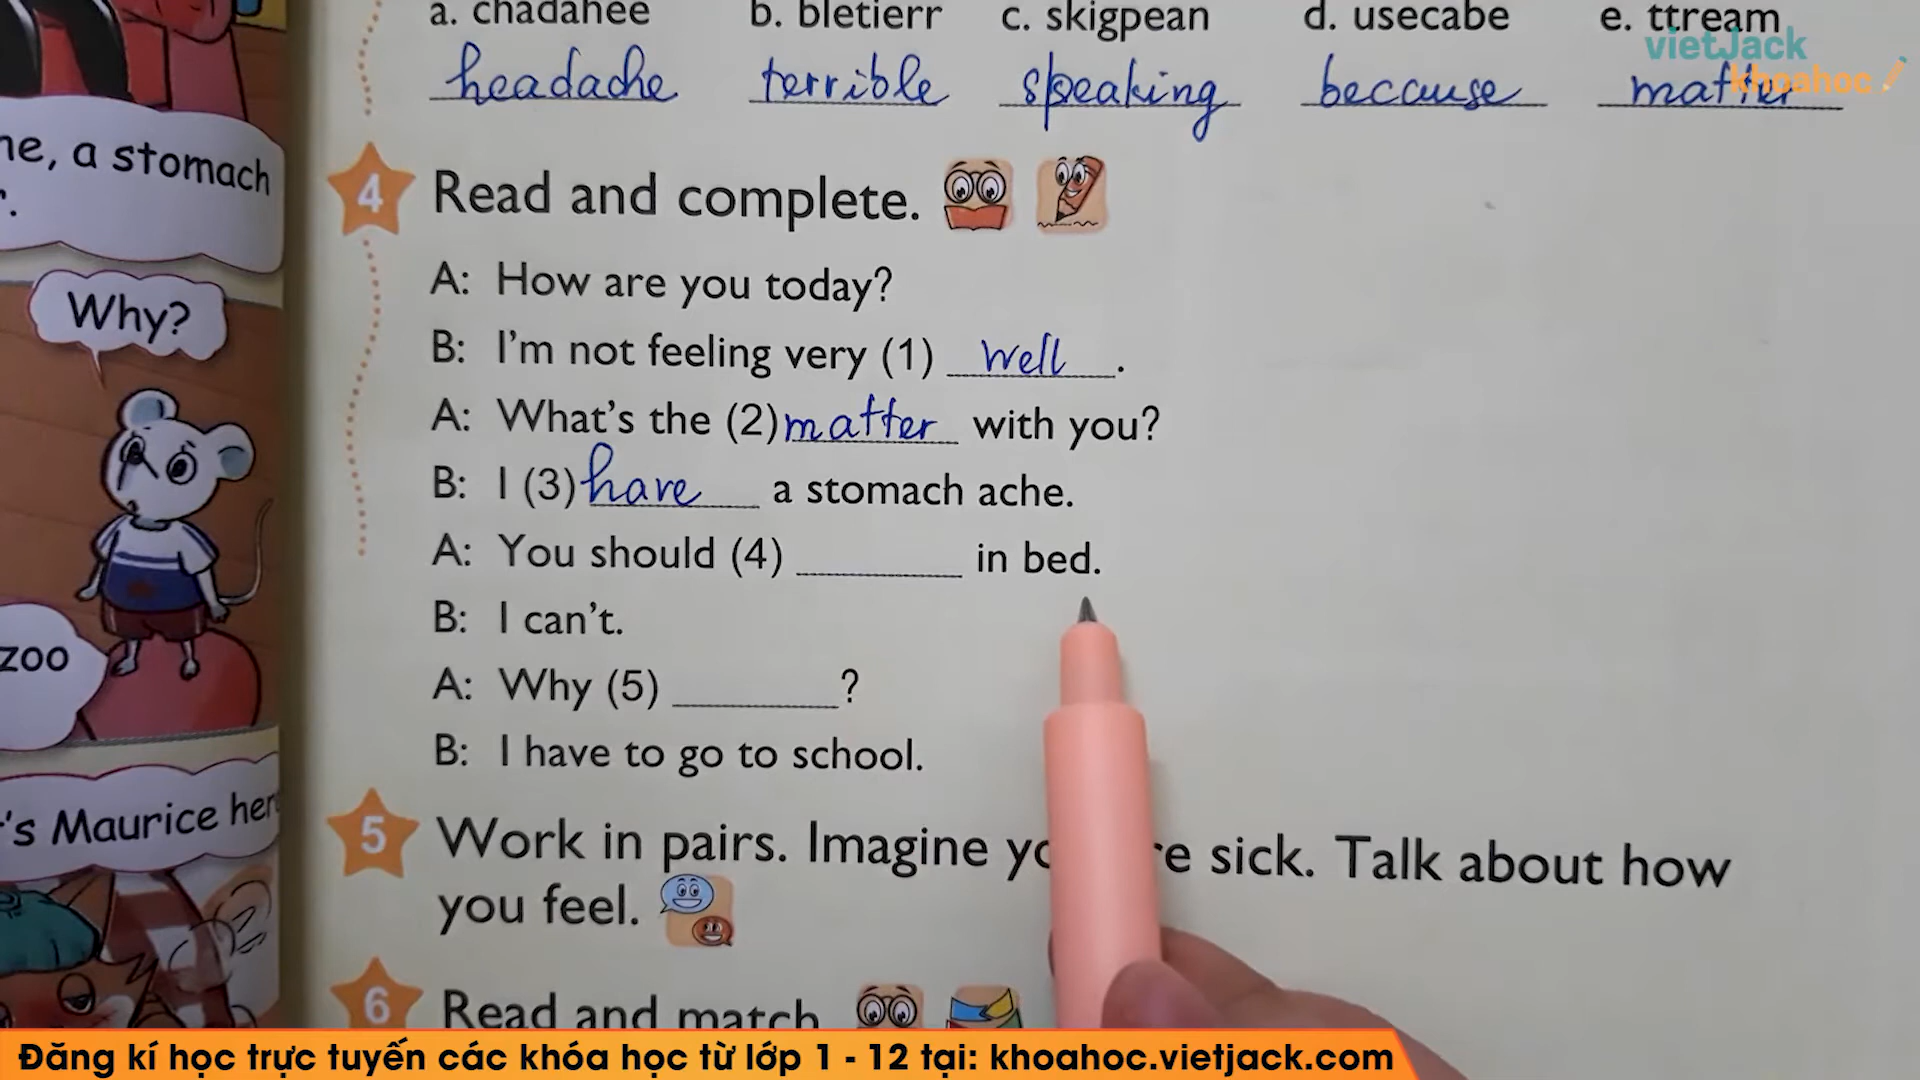 a. chadahee b. bletierr c. skigpean d. usecabe e. ttream
headache terrible speaking because matter
vietJack
khoahoc
a stomach
4 Read and complete.
A: How are you today?
Why?
B: I'm not feeling very (1) well.
A: What's the (2) matter with you?
B: I (3) have a stomach ache.
A: You should (4) ________ in bed.
B: I can't.
zoo
A: Why (5) ________?
B: I have to go to school.
's Maurice her
5 Work in pairs. Imagine sick. Talk about how
you feel.
6 Read and match
Đăng kí học trực tuyến các khóa học từ lớp 1 - 12 tại: khoahoc.vietjack.com